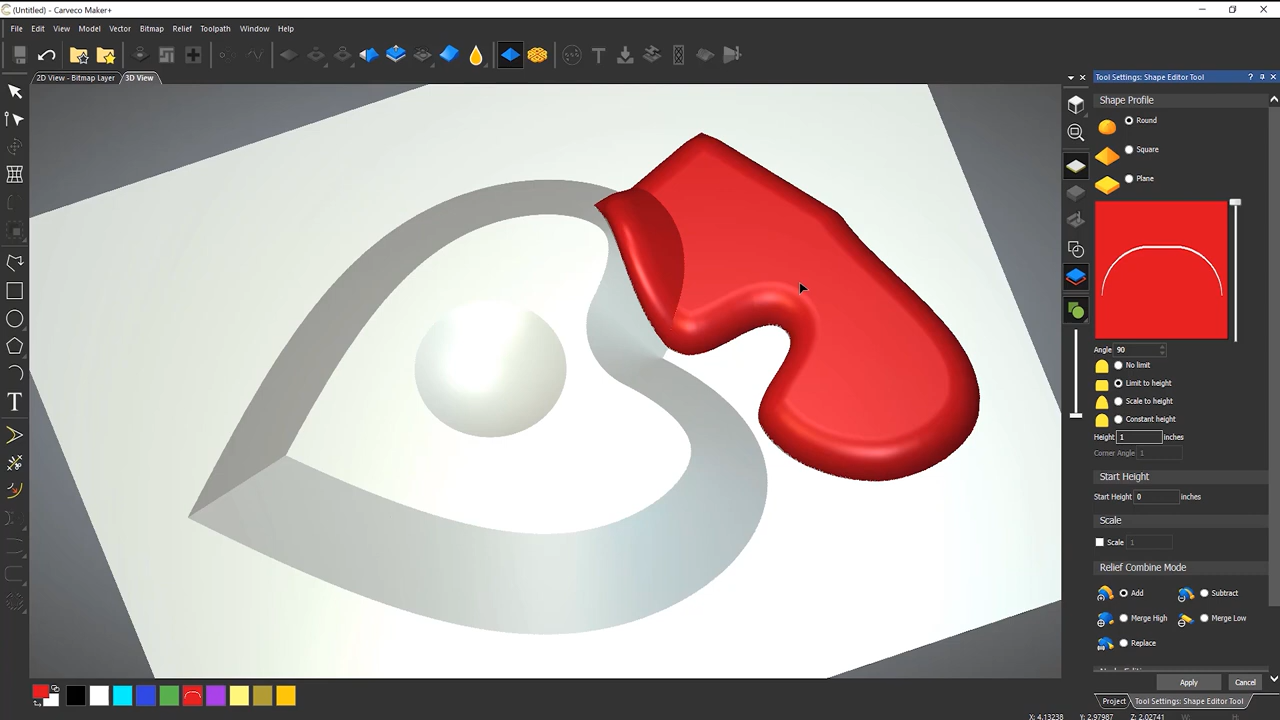 (Untitled) - Carveco Maker+
File Edit View Model Vector Bitmap Relief Toolpath Window Help
2D View - Bitmap Layer 3D View
Tool Settings: Shape Editor Tool
Shape Profile
Round
Square
Plane
Angle 90
No limit
Limit to height
Scale to height
Constant height
Height 1 inches
Corner Angle 1
Start Height
Start Height 0 inches
Scale
Scale 1
Relief Combine Mode
Add Subtract
Merge High Merge Low
Replace
Apply Cancel
Project Tool Settings: Shape Editor Tool
X: 4.13238 Y: 2.97987 Z: 2.02741